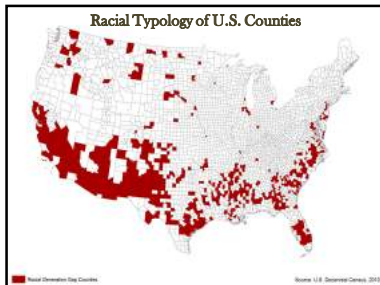 Racial Typology of U.S. Counties
Racial Generation Gap Counties
Source: U.S. Decennial Census, 2010